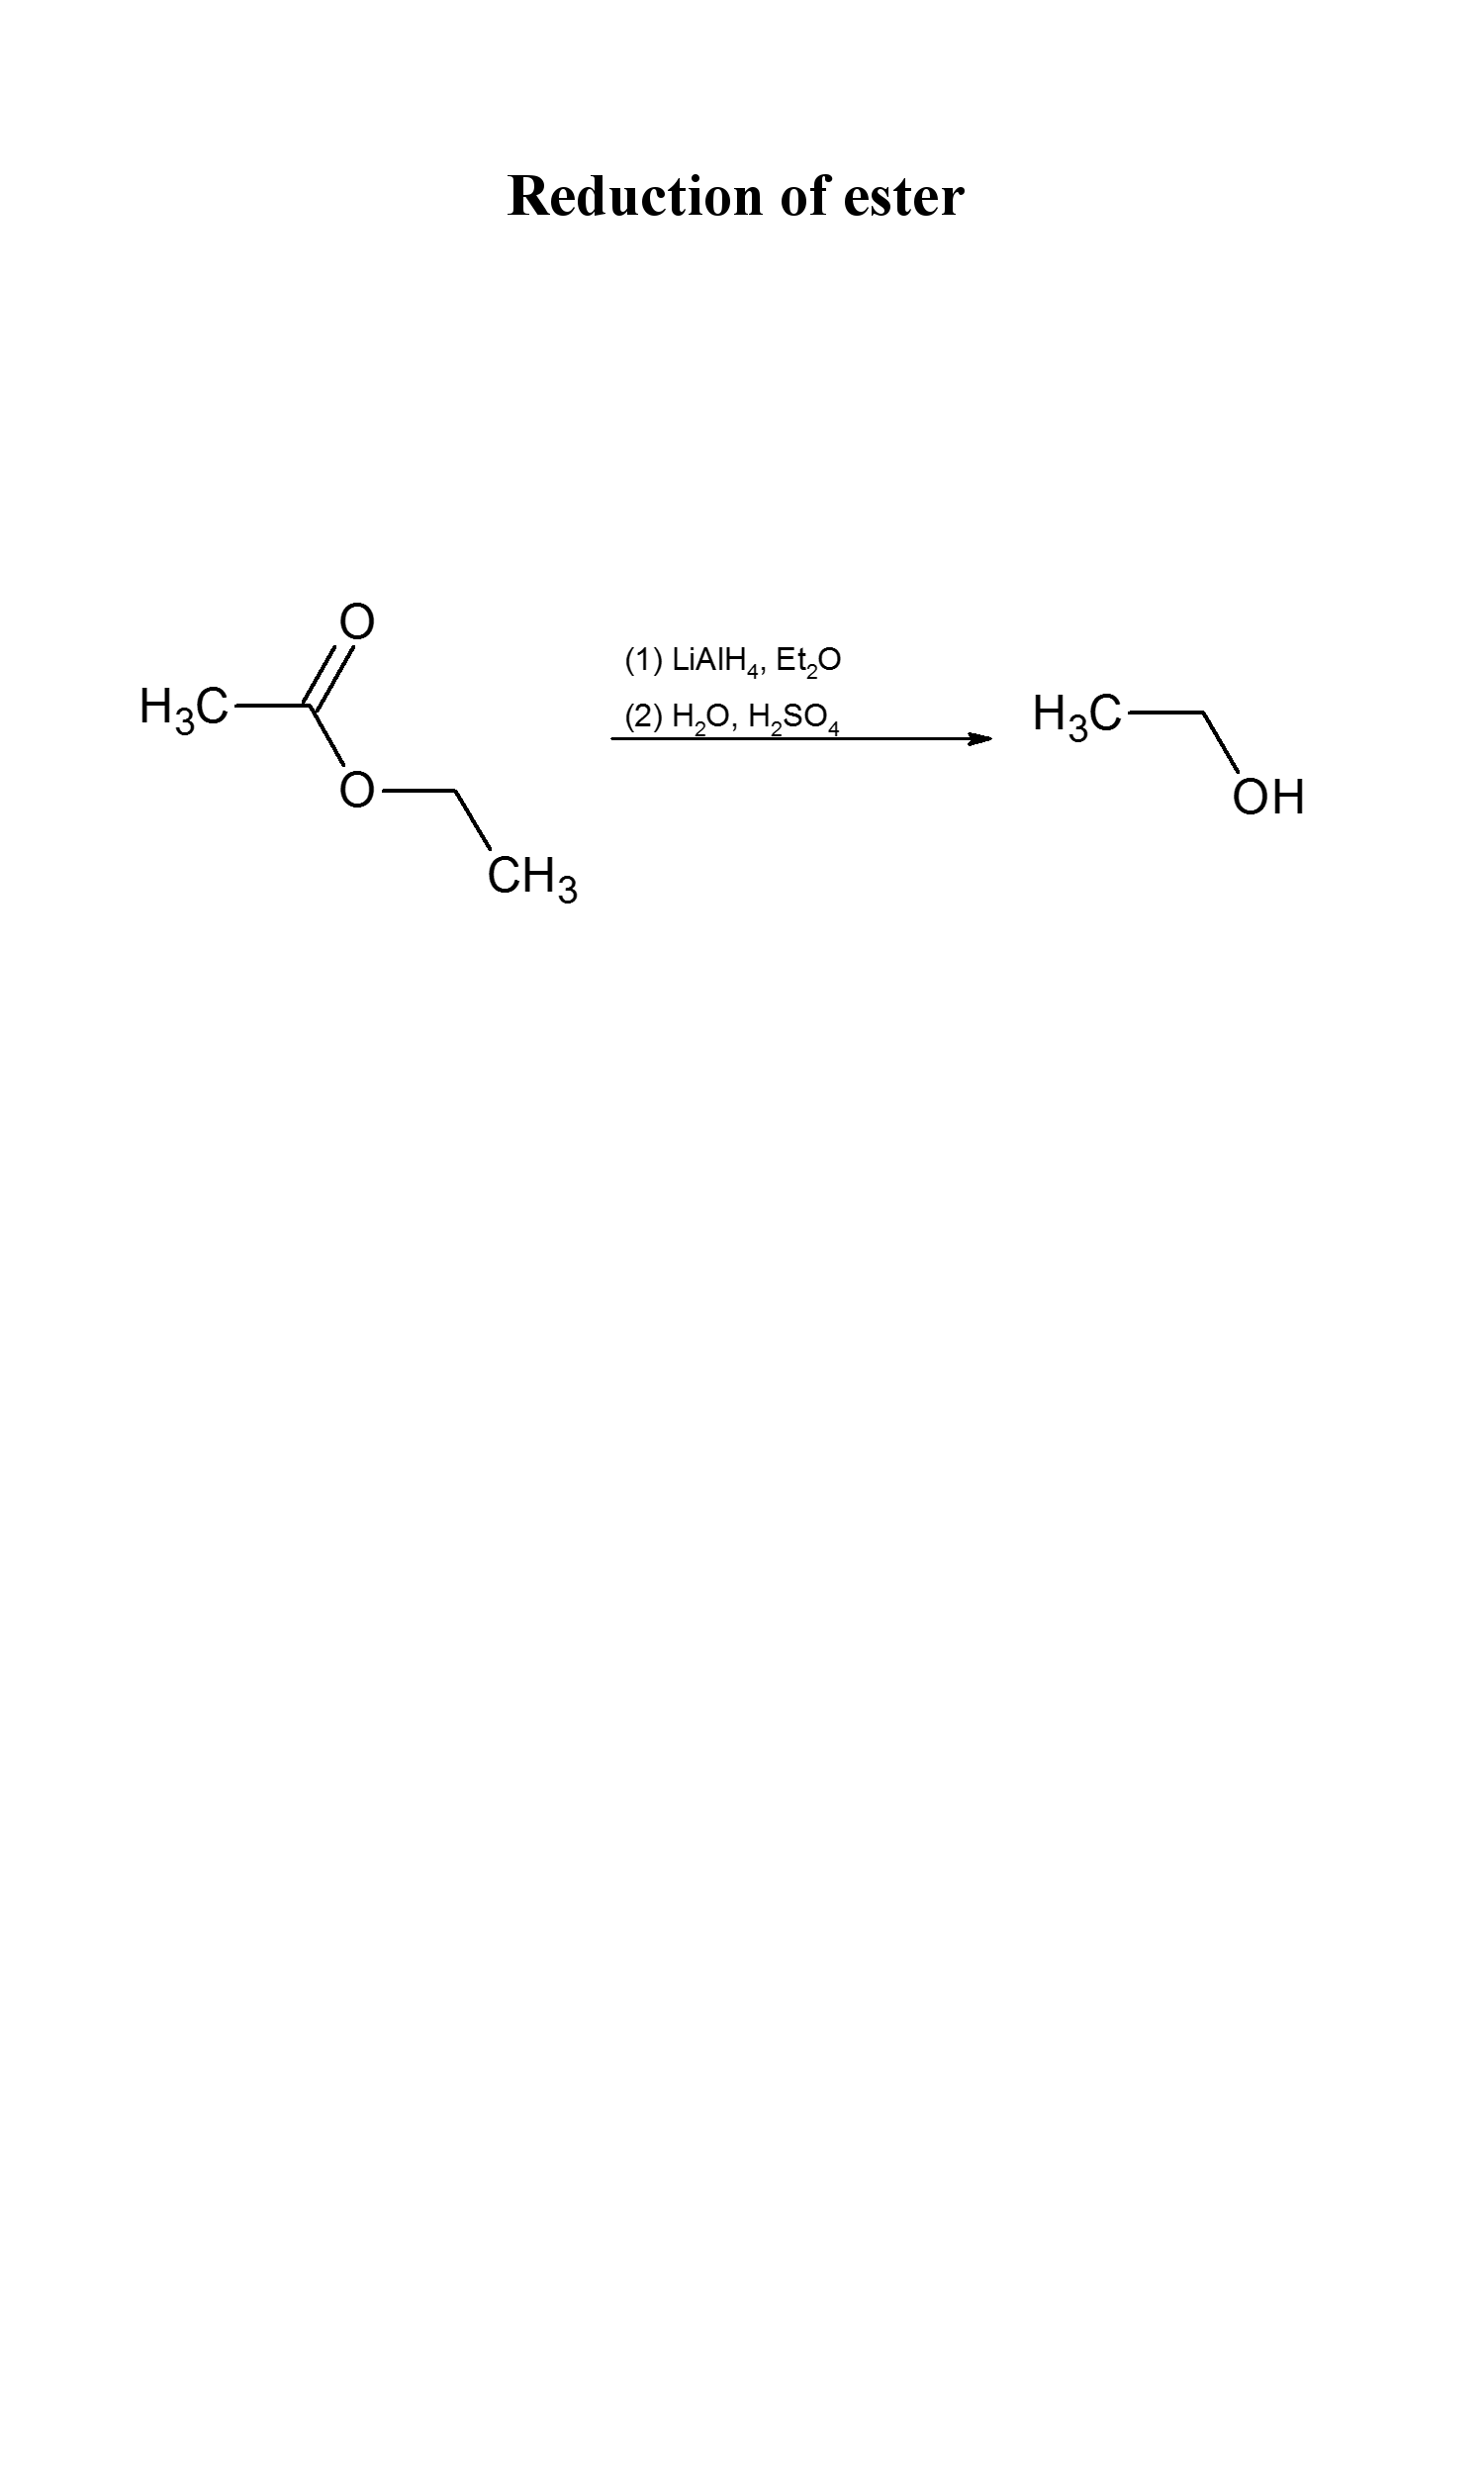 Reduction of ester
O
H₃C
O
CH₃
(1) LiAlH₄, Et₂O
(2) H₂O, H₂SO₄
H₃C
OH